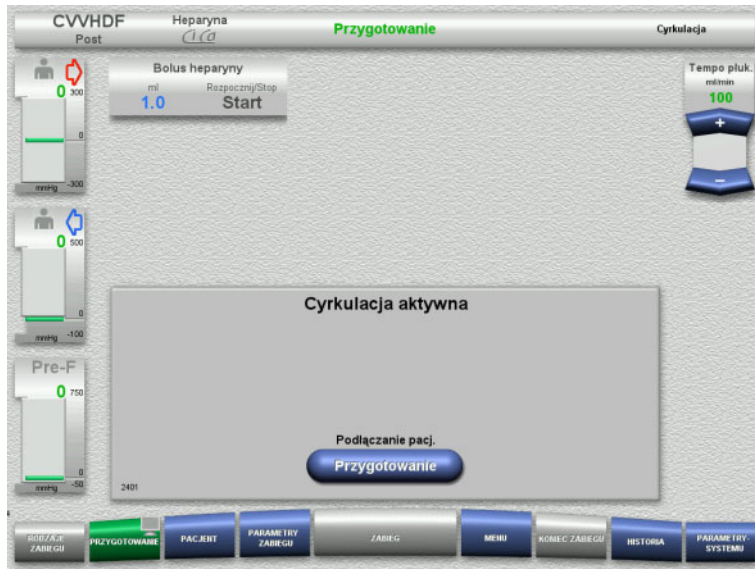 CVVHDF
Post
Heparyna
CiCa
Przygotowanie
Cyrkulacja
0
300
0
-300
mmHg
Bolus heparyny
ml
Rozpocznij/Stop
1.0
Start
Tempo płuk.
ml/min
100
+
−
0
500
0
-100
mmHg
Pre-F
0
750
0
-50
mmHg
Cyrkulacja aktywna
Podłączanie pacj.
Przygotowanie
2401
RODZAJE
ZABIEGU
PRZYGOTOWANIE
PACJENT
PARAMETRY
ZABIEGU
ZABIEG
MENU
KONIEC ZABIEGU
HISTORIA
PARAMETRY-
SYSTEMU